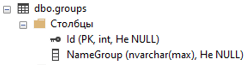 dbo.groups
Столбцы
Id (PK, int, Не NULL)
NameGroup (nvarchar(max), Не NULL)